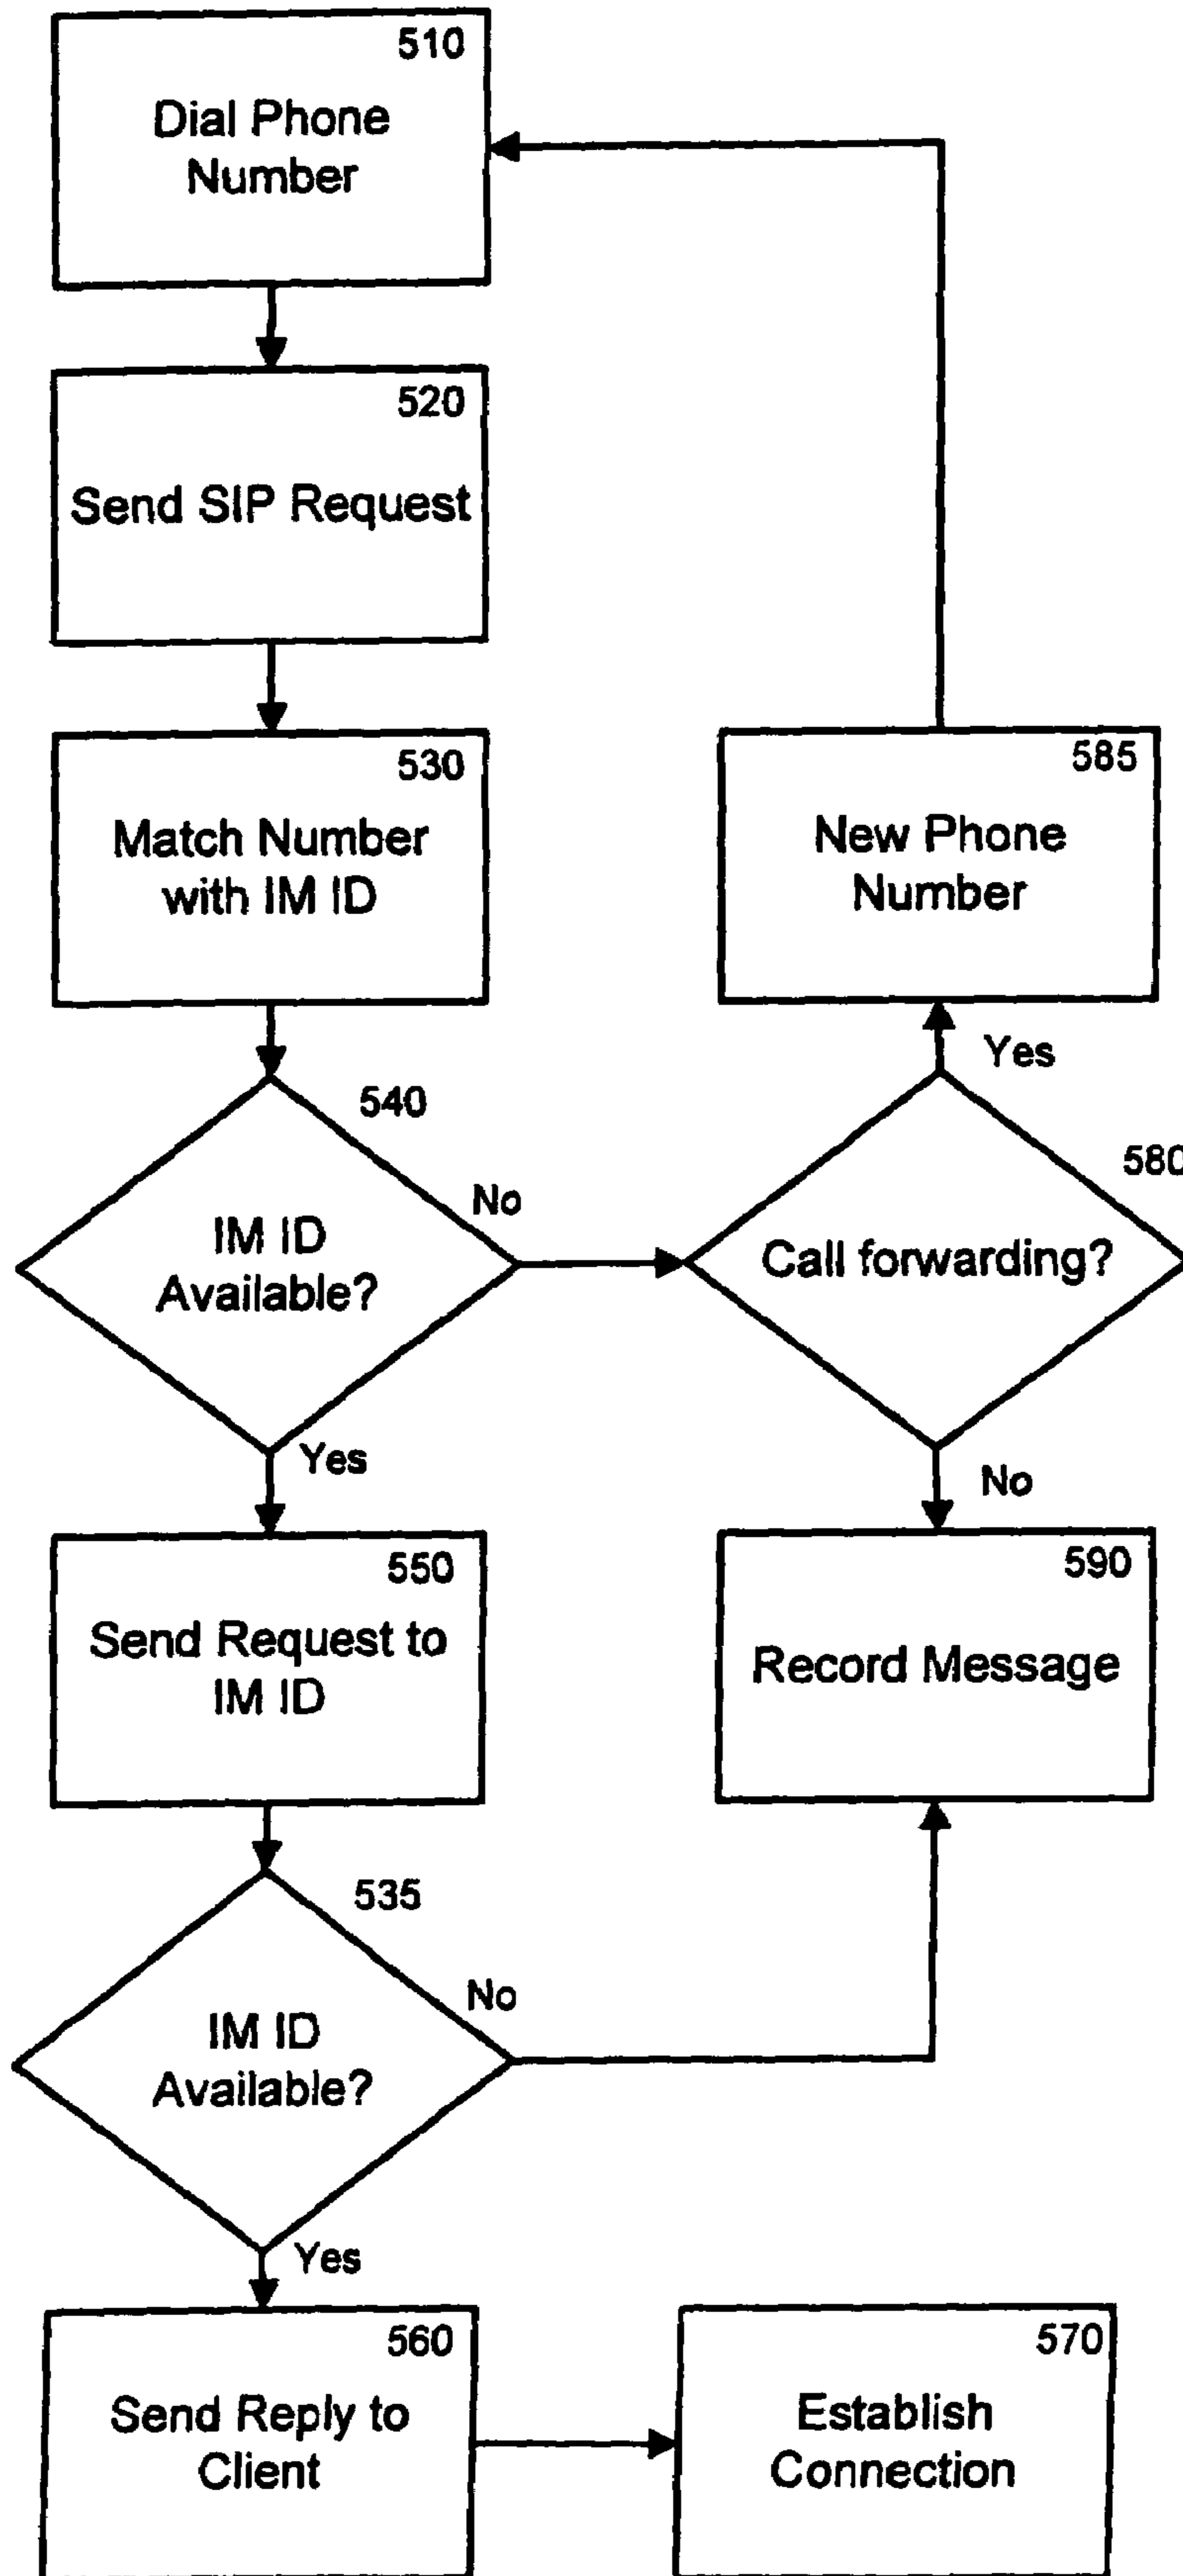 510
Dial Phone
Number
520
Send SIP Request
530
Match Number
with IM ID
585
New Phone
Number
Yes
540
IM ID
Available?
No
580
Call forwarding?
Yes
No
550
Send Request to
IM ID
590
Record Message
535
IM ID
Available?
No
Yes
560
Send Reply to
Client
570
Establish
Connection